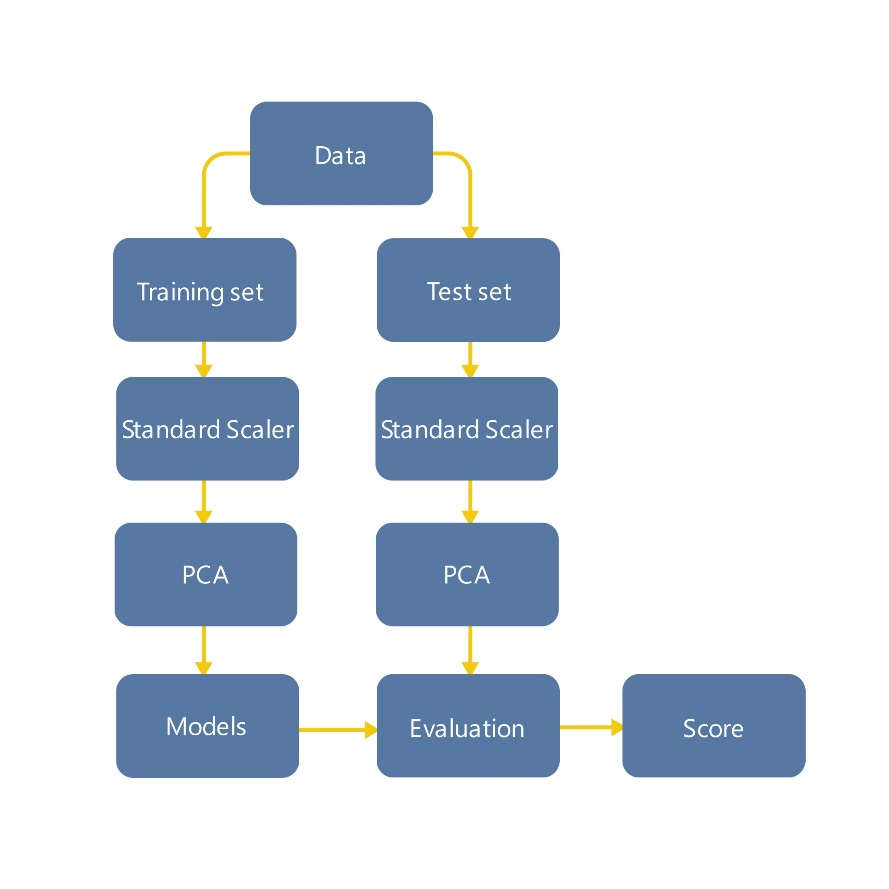 Data
Training set
Test set
Standard Scaler
Standard Scaler
PCA
PCA
Models
Evaluation
Score